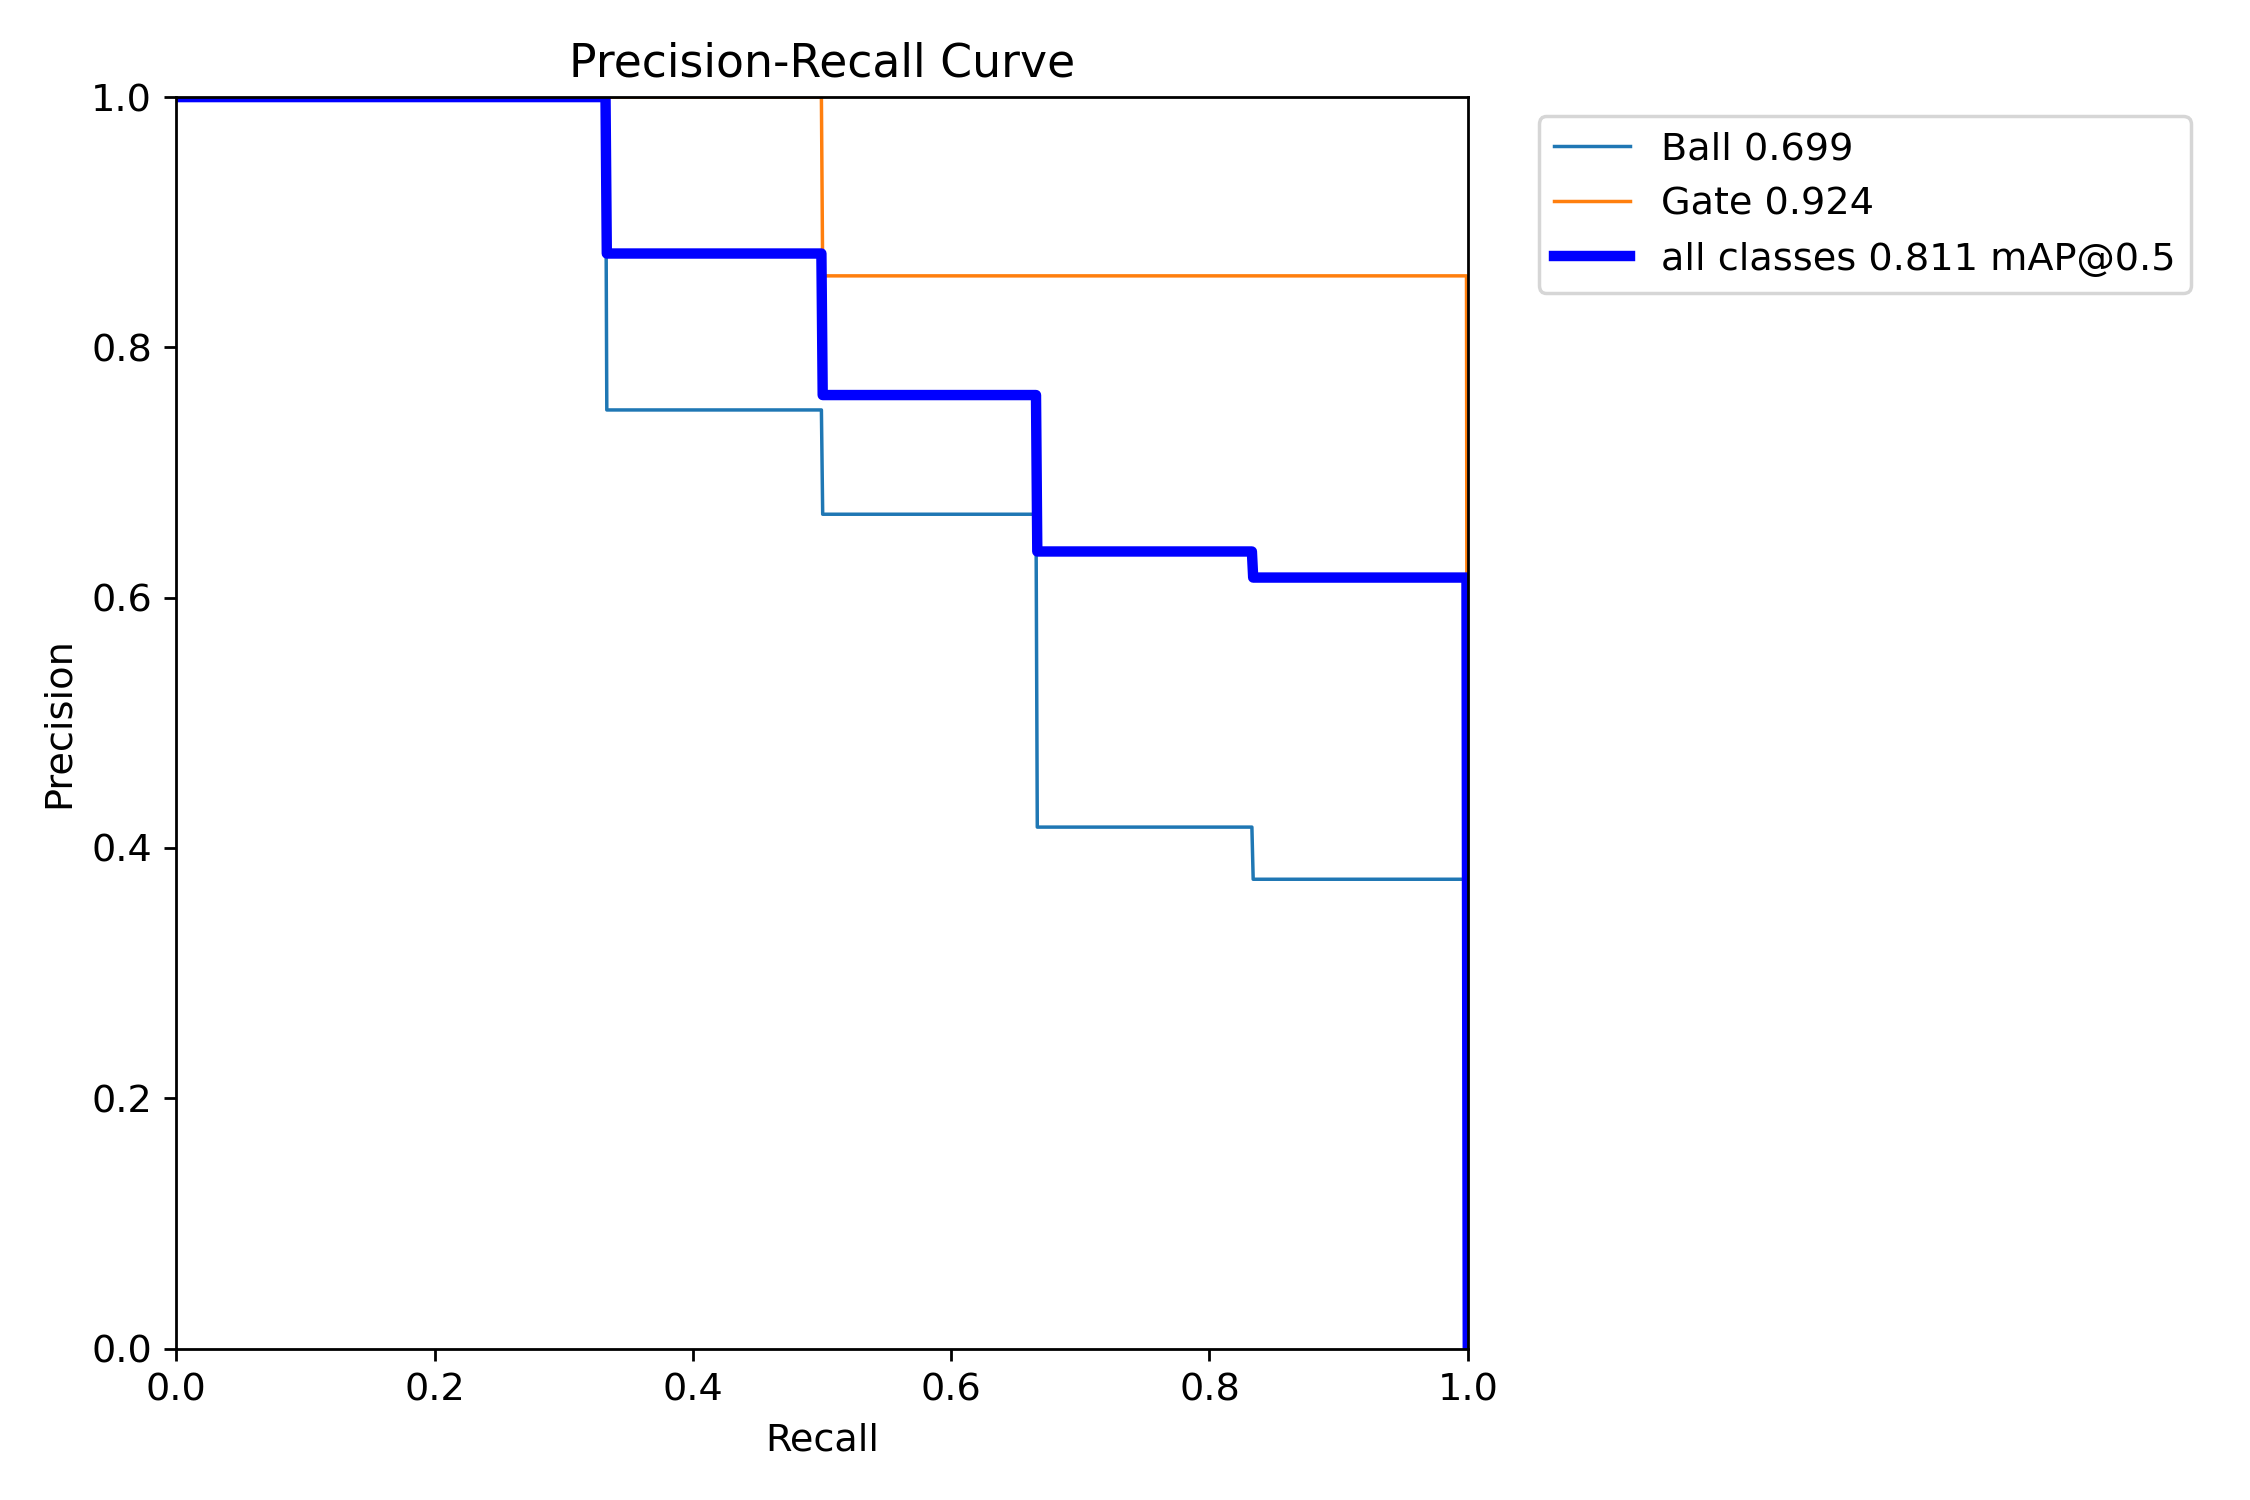 Precision-Recall Curve
1.0
0.8
0.6
0.4
0.2
0.0
Precision
0.0 0.2 0.4 0.6 0.8 1.0
Recall
Ball 0.699
Gate 0.924
all classes 0.811 mAP@0.5